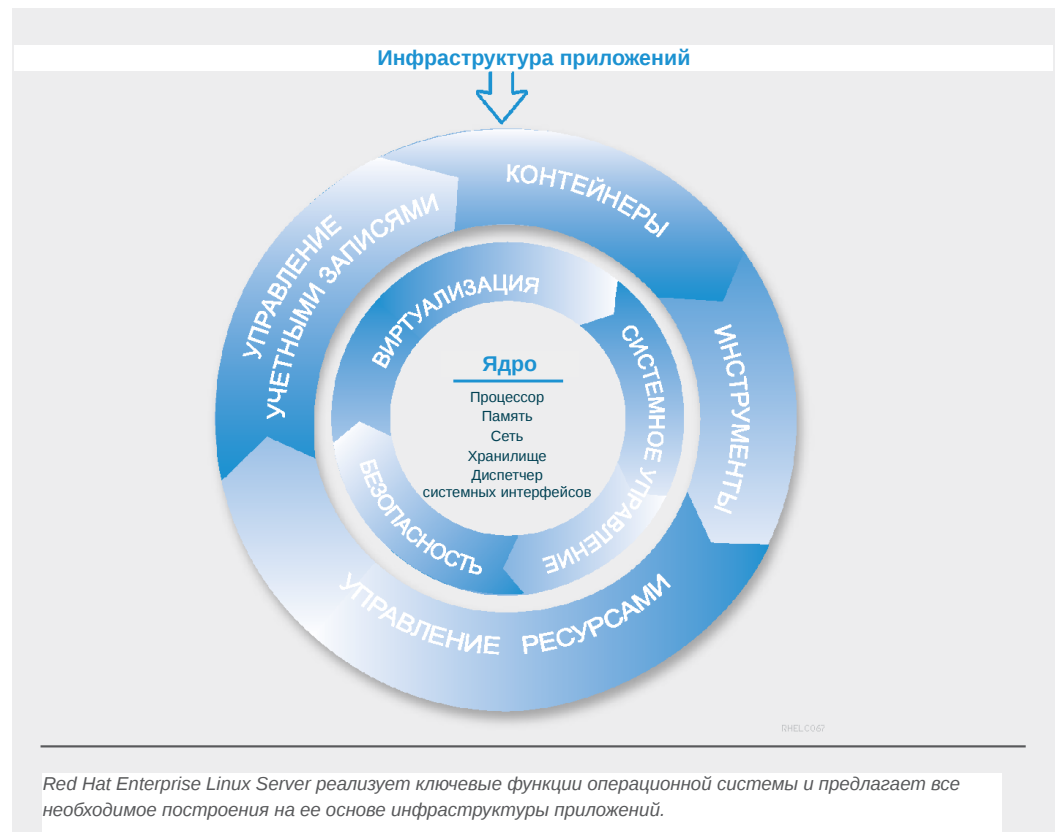 Инфраструктура приложений
КОНТЕЙНЕРЫ
УПРАВЛЕНИЕ
УЧЕТНЫМИ ЗАПИСЯМИ
ИНСТРУМЕНТЫ
УПРАВЛЕНИЕ РЕСУРСАМИ
ВИРТУАЛИЗАЦИЯ
СИСТЕМНОЕ УПРАВЛЕНИЕ
БЕЗОПАСНОСТЬ
Ядро
Процессор
Память
Сеть
Хранилище
Диспетчер
системных интерфейсов
RHELC067
Red Hat Enterprise Linux Server реализует ключевые функции операционной системы и предлагает все
необходимое построения на ее основе инфраструктуры приложений.